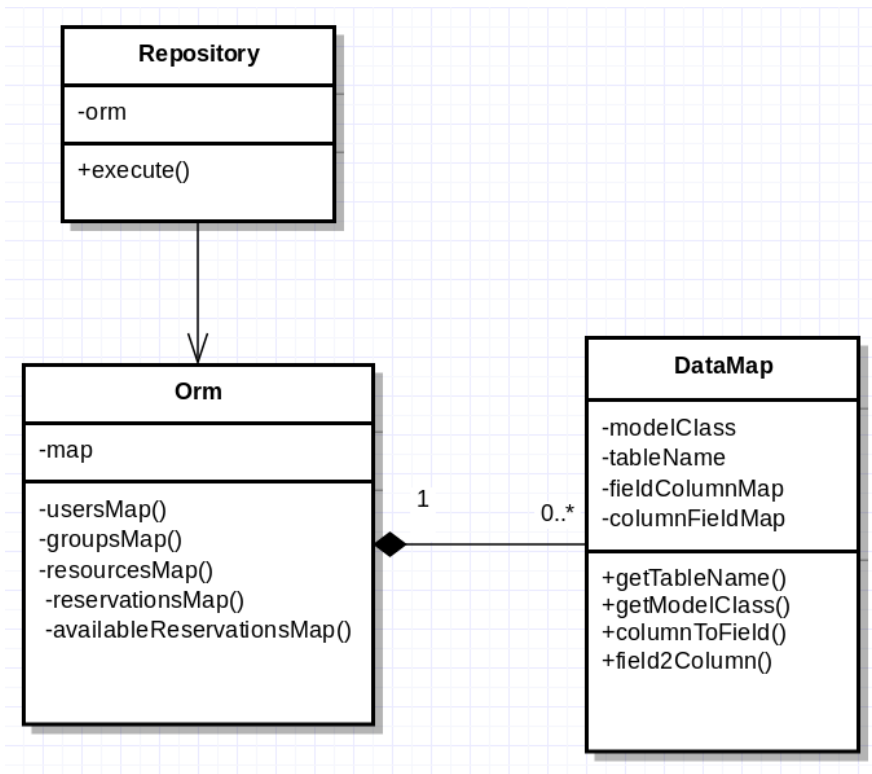 Repository
-orm
+execute()
Orm
-map
-usersMap()
-groupsMap()
-resourcesMap()
-reservationsMap()
-availableReservationsMap()
1
0..*
DataMap
-modelClass
-tableName
-fieldColumnMap
-columnFieldMap
+getTableName()
+getModelClass()
+columnToField()
+field2Column()